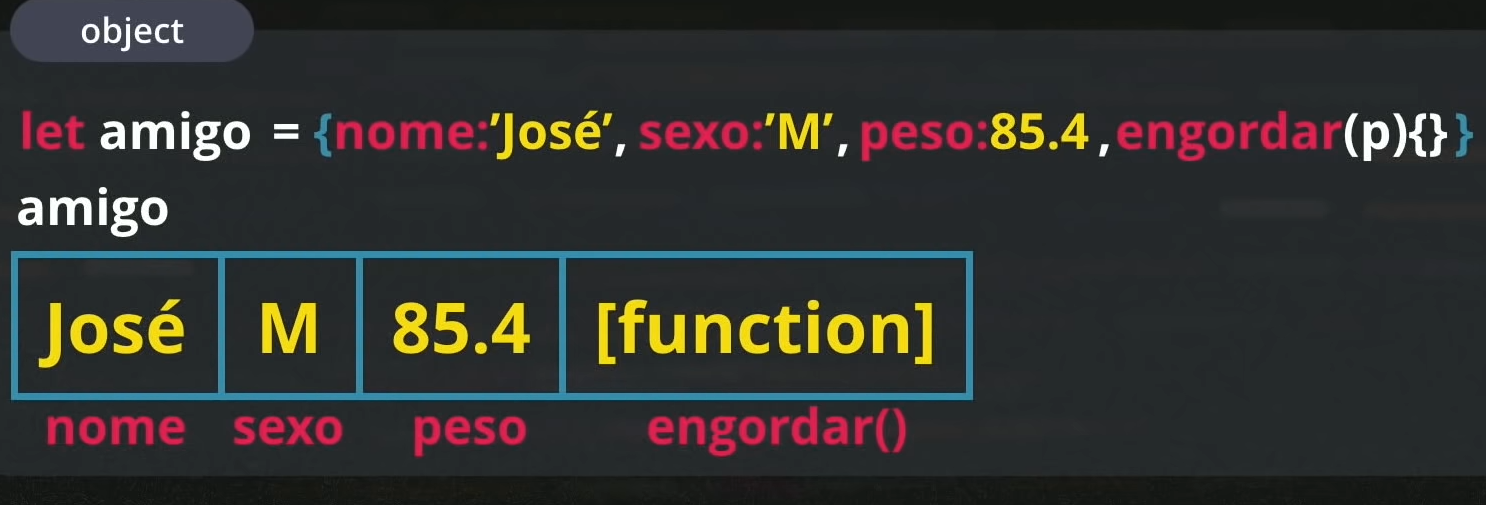 object
let amigo = {nome:’José’, sexo:’M’, peso:85.4 ,engordar(p){}}
amigo
José M 85.4 [function]
nome sexo peso engordar()